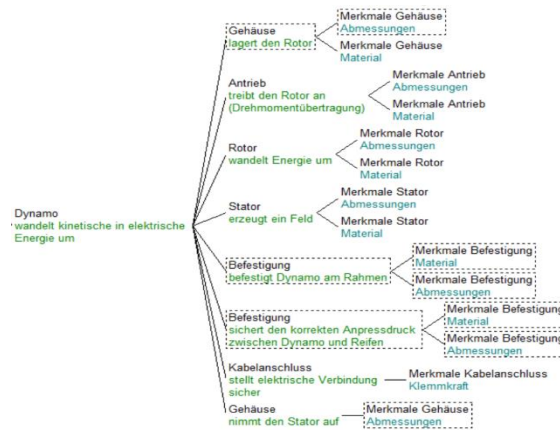 Dynamo
wandelt kinetische in elektrische
Energie um
Gehäuse
lagert den Rotor
Merkmale Gehäuse
Abmessungen
Merkmale Gehäuse
Material
Antrieb
treibt den Rotor an
(Drehmomentübertragung)
Merkmale Antrieb
Abmessungen
Merkmale Antrieb
Material
Rotor
wandelt Energie um
Merkmale Rotor
Abmessungen
Merkmale Rotor
Material
Stator
erzeugt ein Feld
Merkmale Stator
Abmessungen
Merkmale Stator
Material
Befestigung
befestigt Dynamo am Rahmen
Merkmale Befestigung
Material
Merkmale Befestigung
Abmessungen
Befestigung
sichert den korrekten Anpressdruck
zwischen Dynamo und Reifen
Merkmale Befestigung
Material
Merkmale Befestigung
Abmessungen
Kabelanschluss
stellt elektrische Verbindung
sicher
Merkmale Kabelanschluss
Klemmkraft
Gehäuse
nimmt den Stator auf
Merkmale Gehäuse
Abmessungen